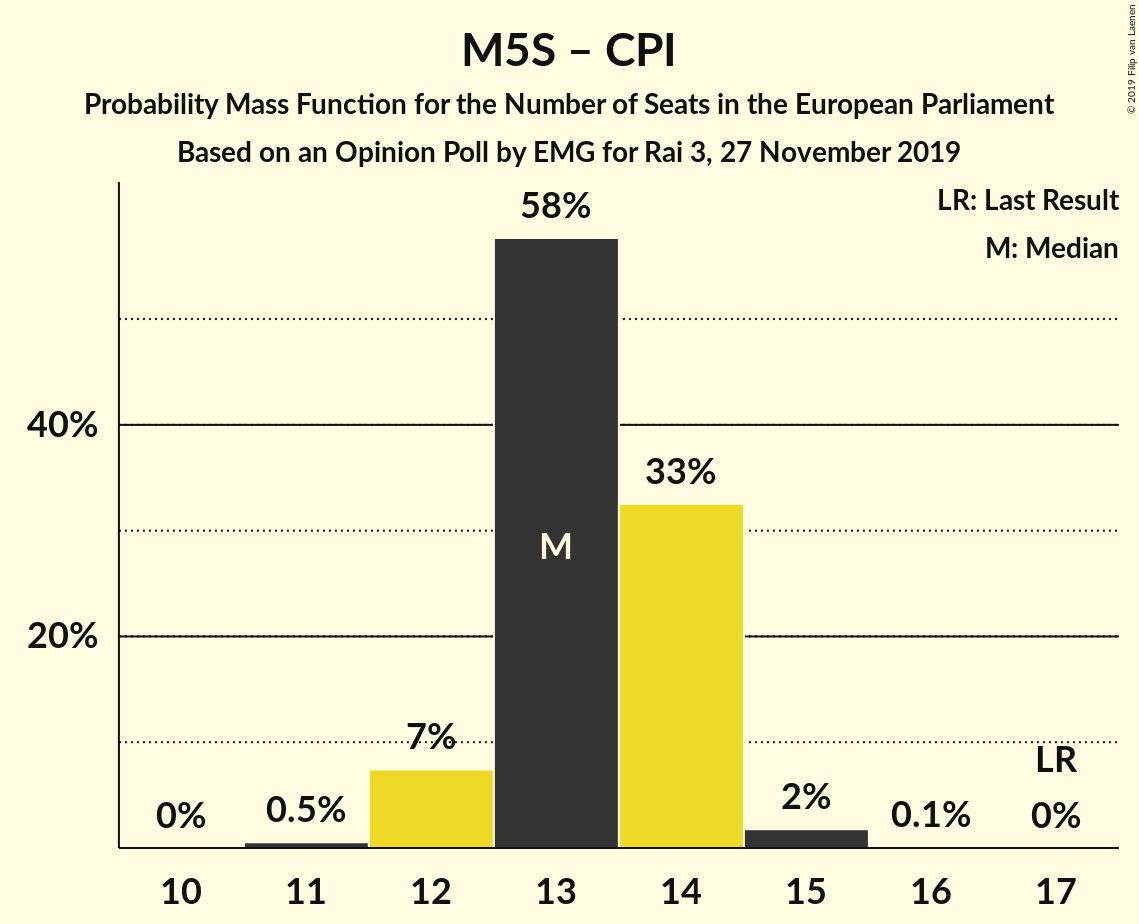 M5S – CPI
Probability Mass Function for the Number of Seats in the European Parliament
Based on an Opinion Poll by EMG for Rai 3, 27 November 2019
© 2019 Filip van Laenen
LR: Last Result
M: Median
58%
40%
33%
M
20%
7%
LR
0%
0.5%
2%
0.1%
0%
10 11 12 13 14 15 16 17